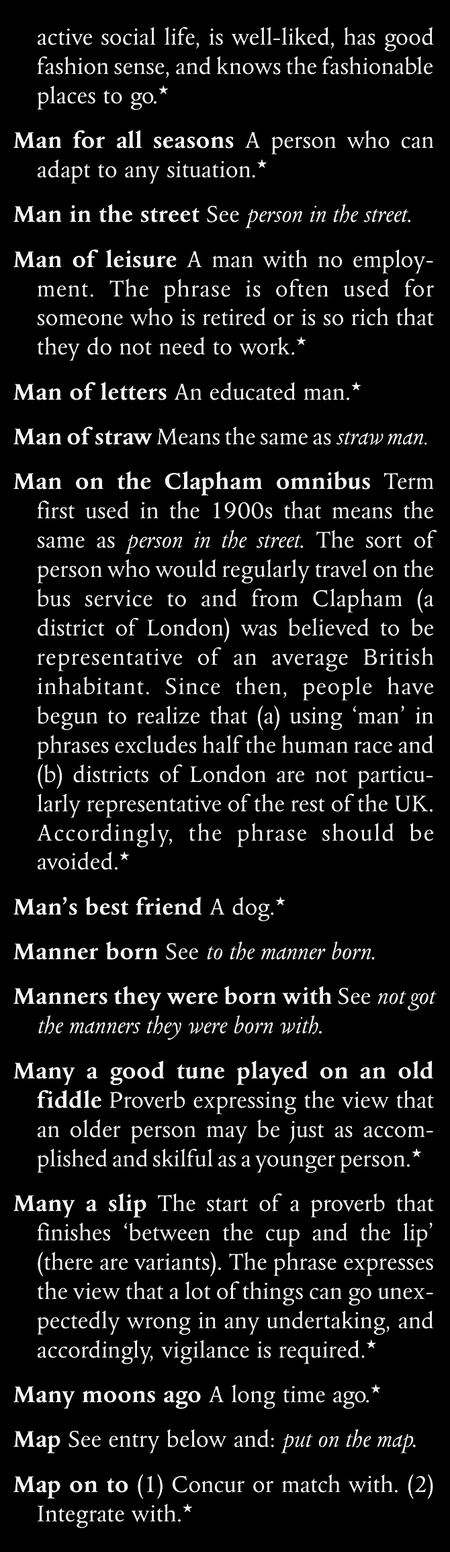 active social life, is well-liked, has good
fashion sense, and knows the fashionable
places to go.★
Man for all seasons A person who can
adapt to any situation.★
Man in the street See person in the street.
Man of leisure A man with no employ-
ment. The phrase is often used for
someone who is retired or is so rich that
they do not need to work.★
Man of letters An educated man.★
Man of straw Means the same as straw man.
Man on the Clapham omnibus Term
first used in the 1900s that means the
same as person in the street. The sort of
person who would regularly travel on the
bus service to and from Clapham (a
district of London) was believed to be
representative of an average British
inhabitant. Since then, people have
begun to realize that (a) using ‘man’ in
phrases excludes half the human race and
(b) districts of London are not particu-
larly representative of the rest of the UK.
Accordingly, the phrase should be
avoided.★
Man’s best friend A dog.★
Manner born See to the manner born.
Manners they were born with See not got
the manners they were born with.
Many a good tune played on an old
fiddle Proverb expressing the view that
an older person may be just as accom-
plished and skilful as a younger person.★
Many a slip The start of a proverb that
finishes ‘between the cup and the lip’
(there are variants). The phrase expresses
the view that a lot of things can go unex-
pectedly wrong in any undertaking, and
accordingly, vigilance is required.★
Many moons ago A long time ago.★
Map See entry below and: put on the map.
Map on to (1) Concur or match with. (2)
Integrate with.★